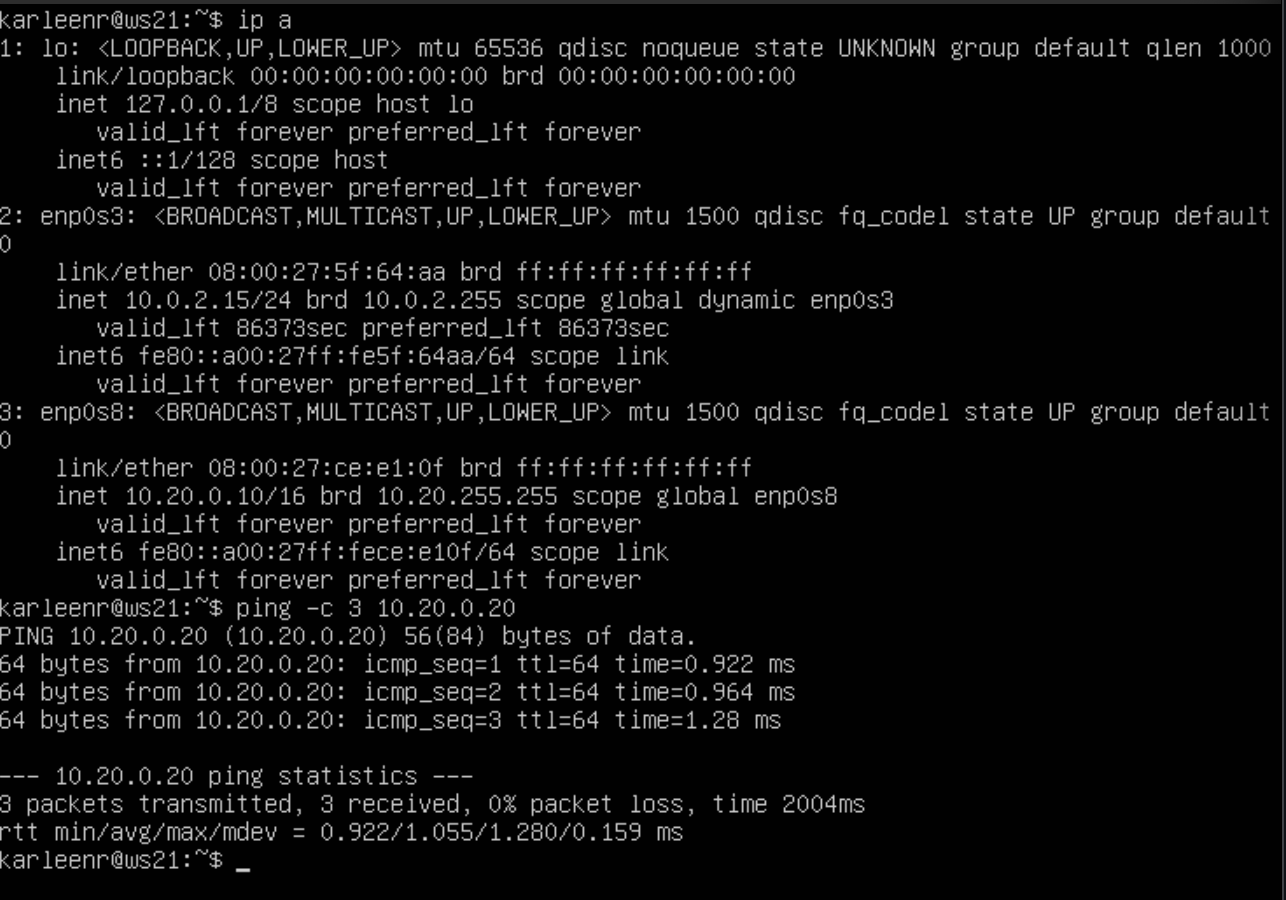 karleenr@ws21:~$ ip a
1: lo: <LOOPBACK,UP,LOWER_UP> mtu 65536 qdisc noqueue state UNKNOWN group default qlen 1000
    link/loopback 00:00:00:00:00:00 brd 00:00:00:00:00:00
    inet 127.0.0.1/8 scope host lo
       valid_lft forever preferred_lft forever
    inet6 ::1/128 scope host
       valid_lft forever preferred_lft forever
2: enp0s3: <BROADCAST,MULTICAST,UP,LOWER_UP> mtu 1500 qdisc fq_codel state UP group default
0
    link/ether 08:00:27:5f:64:aa brd ff:ff:ff:ff:ff:ff
    inet 10.0.2.15/24 brd 10.0.2.255 scope global dynamic enp0s3
       valid_lft 86373sec preferred_lft 86373sec
    inet6 fe80::a00:27ff:fe5f:64aa/64 scope link
       valid_lft forever preferred_lft forever
3: enp0s8: <BROADCAST,MULTICAST,UP,LOWER_UP> mtu 1500 qdisc fq_codel state UP group default
0
    link/ether 08:00:27:ce:e1:0f brd ff:ff:ff:ff:ff:ff
    inet 10.20.0.10/16 brd 10.20.255.255 scope global enp0s8
       valid_lft forever preferred_lft forever
    inet6 fe80::a00:27ff:fece:e10f/64 scope link
       valid_lft forever preferred_lft forever
karleenr@ws21:~$ ping -c 3 10.20.0.20
PING 10.20.0.20 (10.20.0.20) 56(84) bytes of data.
64 bytes from 10.20.0.20: icmp_seq=1 ttl=64 time=0.922 ms
64 bytes from 10.20.0.20: icmp_seq=2 ttl=64 time=0.964 ms
64 bytes from 10.20.0.20: icmp_seq=3 ttl=64 time=1.28 ms

--- 10.20.0.20 ping statistics ---
3 packets transmitted, 3 received, 0% packet loss, time 2004ms
rtt min/avg/max/mdev = 0.922/1.055/1.280/0.159 ms
karleenr@ws21:~$ _